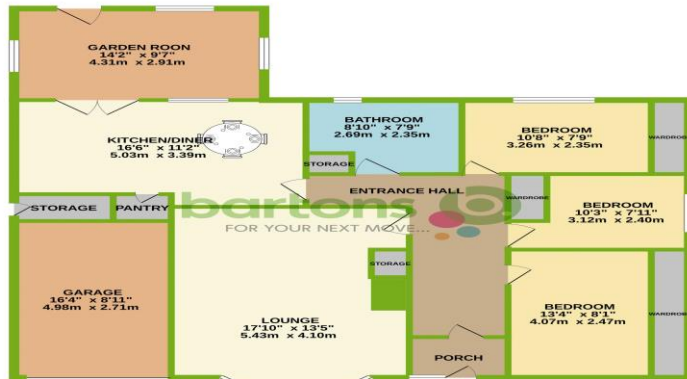 GARDEN ROON
14'2" x 9'7"
4.31m x 2.91m
KITCHEN/DINER
16'6" x 11'2"
5.03m x 3.39m
BATHROOM
8'10" x 7'9"
2.69m x 2.35m
STORAGE
BEDROOM
10'8" x 7'9"
3.26m x 2.35m
WARDROBE
ENTRANCE HALL
STORAGE
PANTRY
bartons
FOR YOUR NEXT MOVE...
WARDROBE
BEDROOM
10'3" x 7'11"
3.12m x 2.40m
STORAGE
GARAGE
16'4" x 8'11"
4.98m x 2.71m
LOUNGE
17'10" x 13'5"
5.43m x 4.10m
BEDROOM
13'4" x 8'1"
4.07m x 2.47m
WARDROBE
PORCH